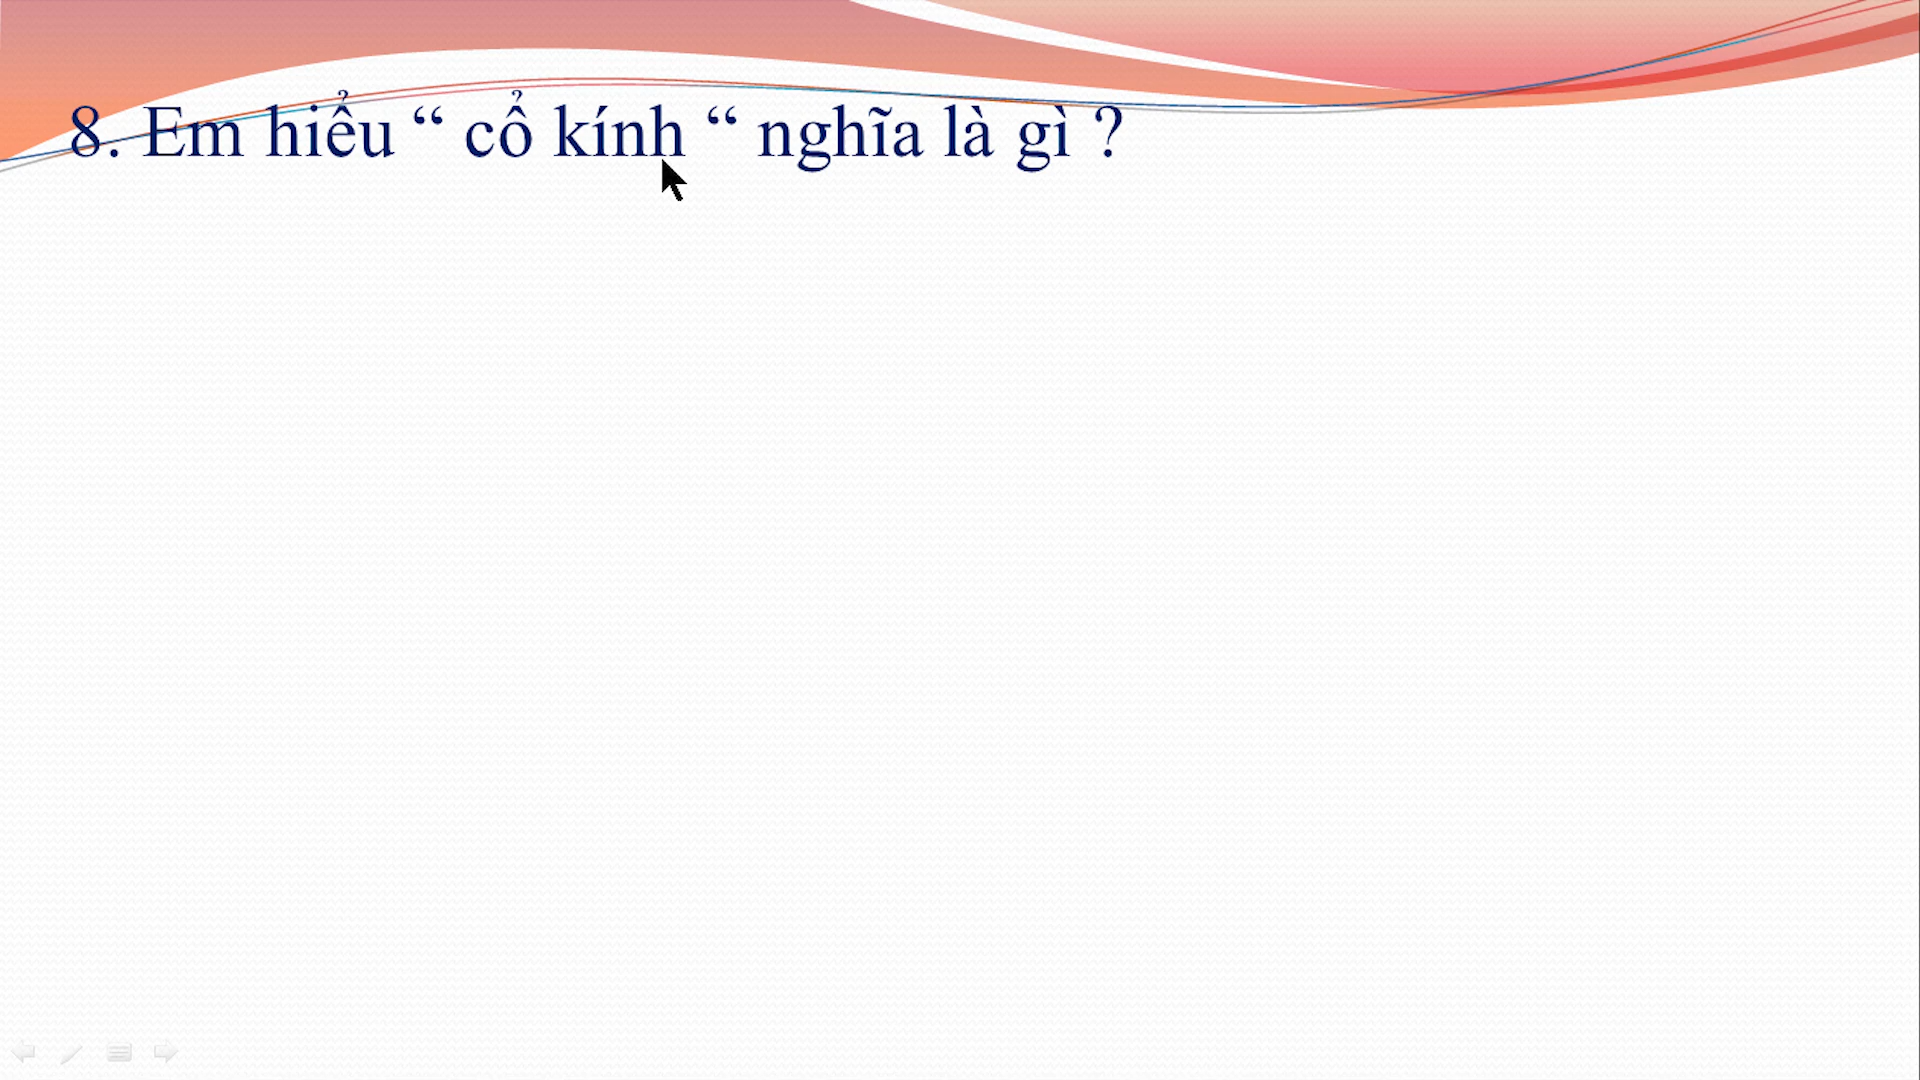 8. Em hiểu “ cổ kính “ nghĩa là gì ?